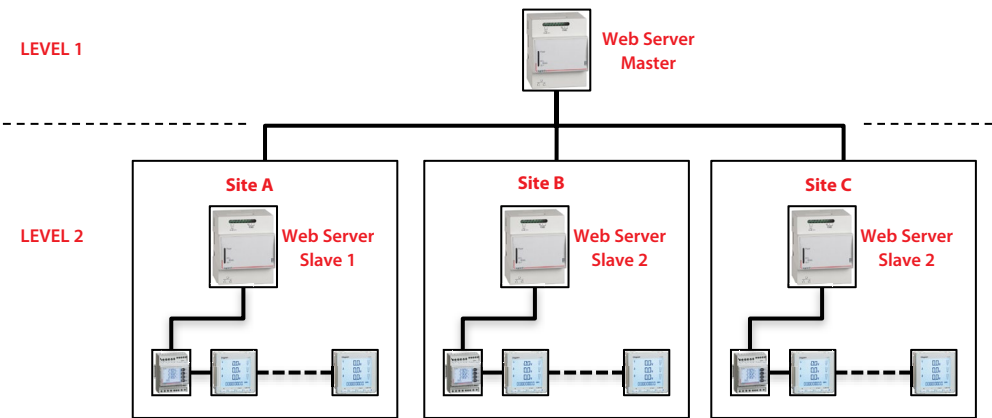 LEVEL 1
Web Server
Master
Site A
Site B
Site C
LEVEL 2
Web Server
Slave 1
Web Server
Slave 2
Web Server
Slave 2